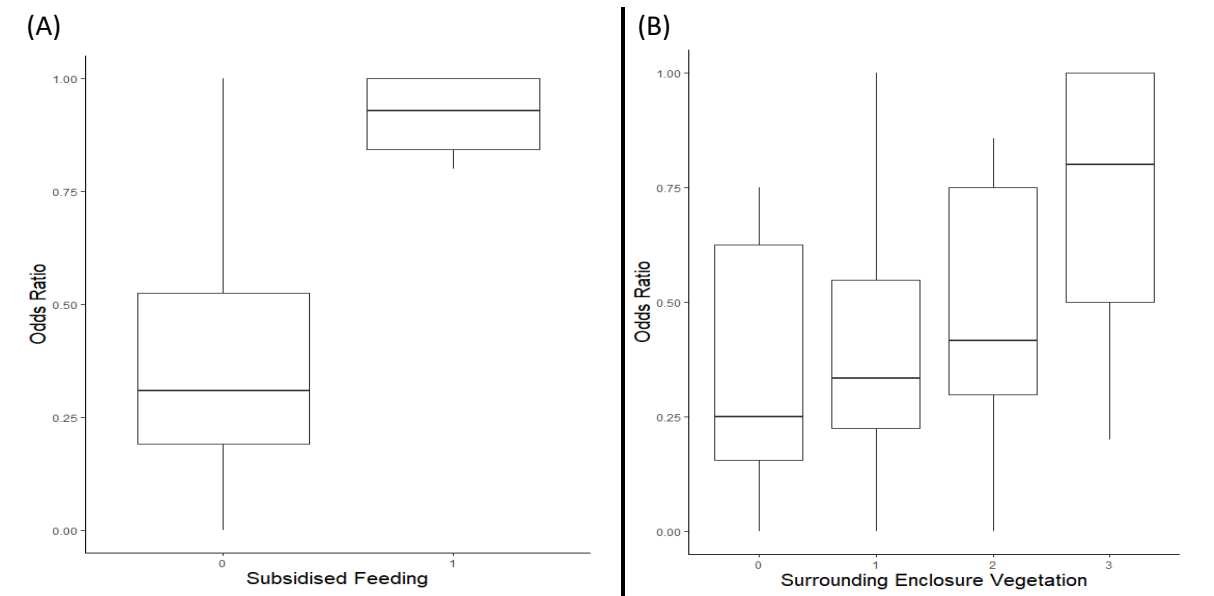 (A)
Odds Ratio
1.00
0.75
0.50
0.25
0.00
0 1
Subsidised Feeding
(B)
Odds Ratio
1.00
0.75
0.50
0.25
0.00
0 1 2 3
Surrounding Enclosure Vegetation